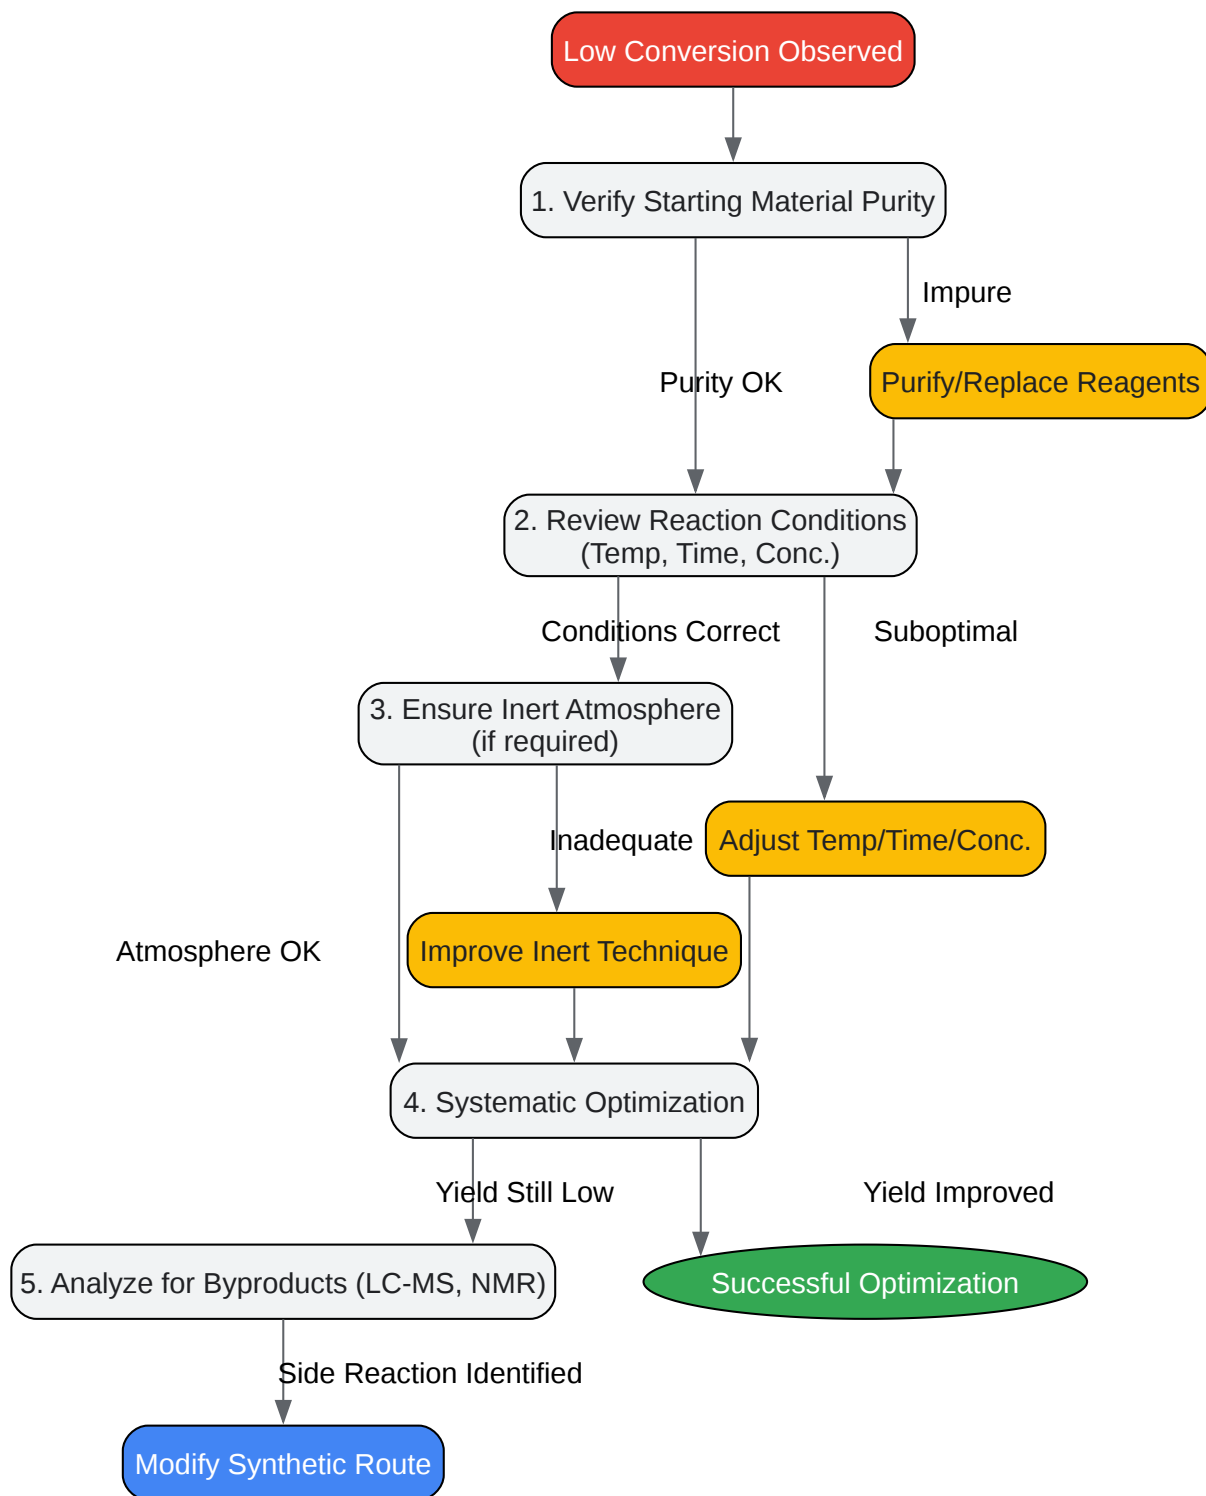 Low Conversion Observed
1. Verify Starting Material Purity
Impure
Purity OK
Purify/Replace Reagents
2. Review Reaction Conditions
(Temp, Time, Conc.)
Conditions Correct
Suboptimal
3. Ensure Inert Atmosphere
(if required)
Inadequate
Adjust Temp/Time/Conc.
Atmosphere OK
Improve Inert Technique
4. Systematic Optimization
Yield Still Low
Yield Improved
5. Analyze for Byproducts (LC-MS, NMR)
Successful Optimization
Side Reaction Identified
Modify Synthetic Route